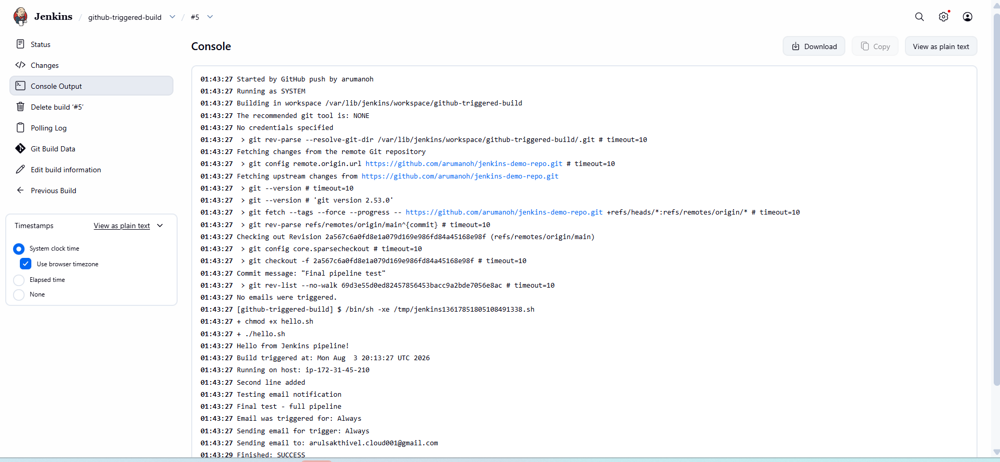 Jenkins / github-triggered-build / #5
Status
Changes
Console Output
Delete build ‘#5’
Polling Log
Git Build Data
Edit build information
Previous Build
Timestamps View as plain text
System clock time
Use browser timezone
Elapsed time
None
Console
Download Copy View as plain text
01:43:27 Started by GitHub push by arumanoh
01:43:27 Running as SYSTEM
01:43:27 Building in workspace /var/lib/jenkins/workspace/github-triggered-build
01:43:27 The recommended git tool is: NONE
01:43:27 No credentials specified
01:43:27  > git rev-parse --resolve-git-dir /var/lib/jenkins/workspace/github-triggered-build/.git # timeout=10
01:43:27 Fetching changes from the remote Git repository
01:43:27  > git config remote.origin.url https://github.com/arumanoh/jenkins-demo-repo.git # timeout=10
01:43:27 Fetching upstream changes from https://github.com/arumanoh/jenkins-demo-repo.git
01:43:27  > git --version # timeout=10
01:43:27  > git --version # 'git version 2.53.0'
01:43:27  > git fetch --tags --force --progress -- https://github.com/arumanoh/jenkins-demo-repo.git +refs/heads/*:refs/remotes/origin/* # timeout=10
01:43:27  > git rev-parse refs/remotes/origin/main^{commit} # timeout=10
01:43:27 Checking out Revision 2a567c6a0fd8e1a079d169e986fd84a45168e98f (refs/remotes/origin/main)
01:43:27  > git config core.sparsecheckout # timeout=10
01:43:27  > git checkout -f 2a567c6a0fd8e1a079d169e986fd84a45168e98f # timeout=10
01:43:27 Commit message: "Final pipeline test"
01:43:27  > git rev-list --no-walk 69d3e55d0ed82457856453bacc9a2bde7056e8ac # timeout=10
01:43:27 No emails were triggered.
01:43:27 [github-triggered-build] $ /bin/sh -xe /tmp/jenkins13617851805108491338.sh
01:43:27 + chmod +x hello.sh
01:43:27 + ./hello.sh
01:43:27 Hello from Jenkins pipeline!
01:43:27 Build triggered at: Mon Aug  3 20:13:27 UTC 2026
01:43:27 Running on host: ip-172-31-45-210
01:43:27 Second line added
01:43:27 Testing email notification
01:43:27 Final test - full pipeline
01:43:27 Email was triggered for: Always
01:43:27 Sending email for trigger: Always
01:43:27 Sending email to: arulsakthivel.cloud001@gmail.com
01:43:29 Finished: SUCCESS